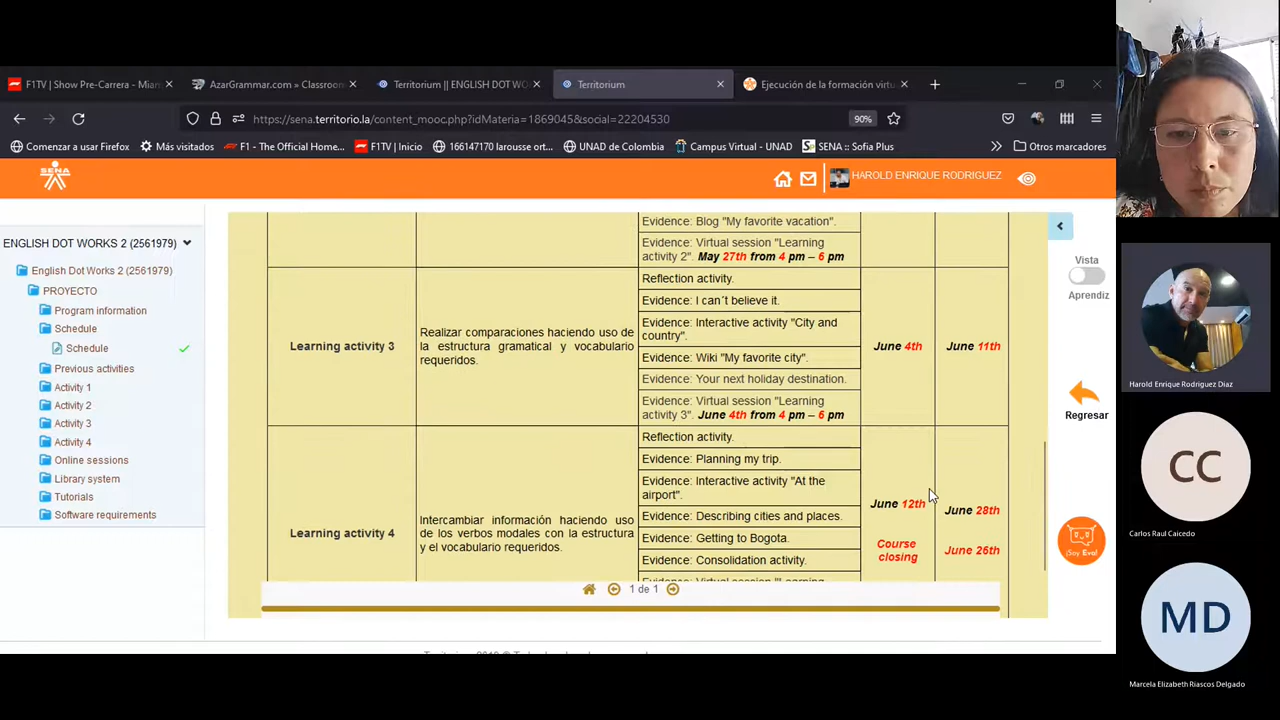 F1TV | Show Pre-Carrera - Miam
AzarGrammar.com » Classroom
Territorium || ENGLISH DOT WO
Territorium
Ejecución de la formación virtu
https://sena.territorio.la/content_mooc.php?idMateria=1869045&social=22204530
90%
Comenzar a usar Firefox
Más visitados
F1 - The Official Home...
F1TV | Inicio
166147170 larousse ort...
UNAD de Colombia
Campus Virtual - UNAD
SENA :: Sofia Plus
Otros marcadores
SENA
HAROLD ENRIQUE RODRIGUEZ
ENGLISH DOT WORKS 2 (2561979)
English Dot Works 2 (2561979)
PROYECTO
Program information
Schedule
Schedule
Previous activities
Activity 1
Activity 2
Activity 3
Activity 4
Online sessions
Library system
Tutorials
Software requirements
Evidence: Blog "My favorite vacation".
Evidence: Virtual session "Learning
activity 2". May 27th from 4 pm – 6 pm
Learning activity 3
Realizar comparaciones haciendo uso de
la estructura gramatical y vocabulario
requeridos.
Reflection activity.
Evidence: I can´t believe it.
Evidence: Interactive activity "City and
country".
Evidence: Wiki "My favorite city".
Evidence: Your next holiday destination.
Evidence: Virtual session "Learning
activity 3". June 4th from 4 pm – 6 pm
June 4th
June 11th
Learning activity 4
Intercambiar información haciendo uso
de los verbos modales con la estructura
y el vocabulario requeridos.
Reflection activity.
Evidence: Planning my trip.
Evidence: Interactive activity "At the
airport".
Evidence: Describing cities and places.
Evidence: Getting to Bogota.
Evidence: Consolidation activity.
Evidence: Virtual session "Learning
June 12th
Course
closing
June 28th
June 26th
1 de 1
Vista
Aprendiz
Regresar
¡Soy Eva!
Harold Enrique Rodriguez Diaz
CC
Carlos Raul Caicedo
MD
Marcela Elizabeth Riascos Delgado